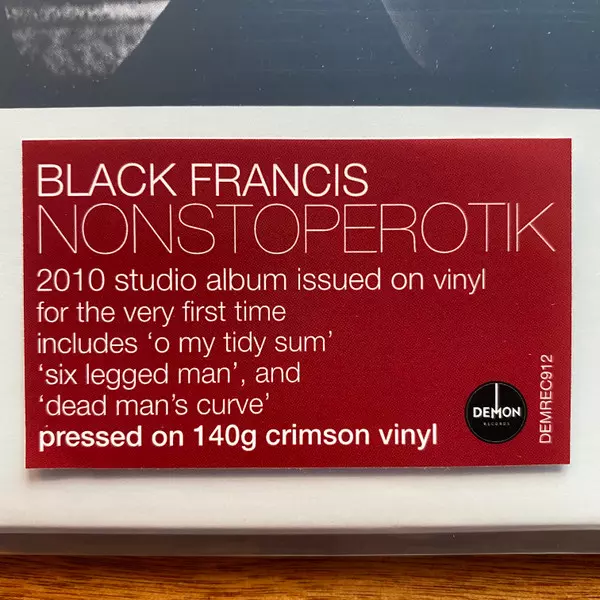 BLACK FRANCIS
NONSTOPEROTIK
2010 studio album issued on vinyl
for the very first time
includes ‘o my tidy sum’
‘six legged man’, and
‘dead man’s curve’
pressed on 140g crimson vinyl
DEMON
RECORDS
DEMREC912